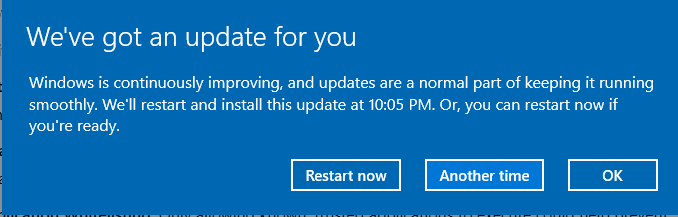 We've got an update for you
Windows is continuously improving, and updates are a normal part of keeping it running
smoothly. We'll restart and install this update at 10:05 PM. Or, you can restart now if
you're ready.
Restart now Another time OK